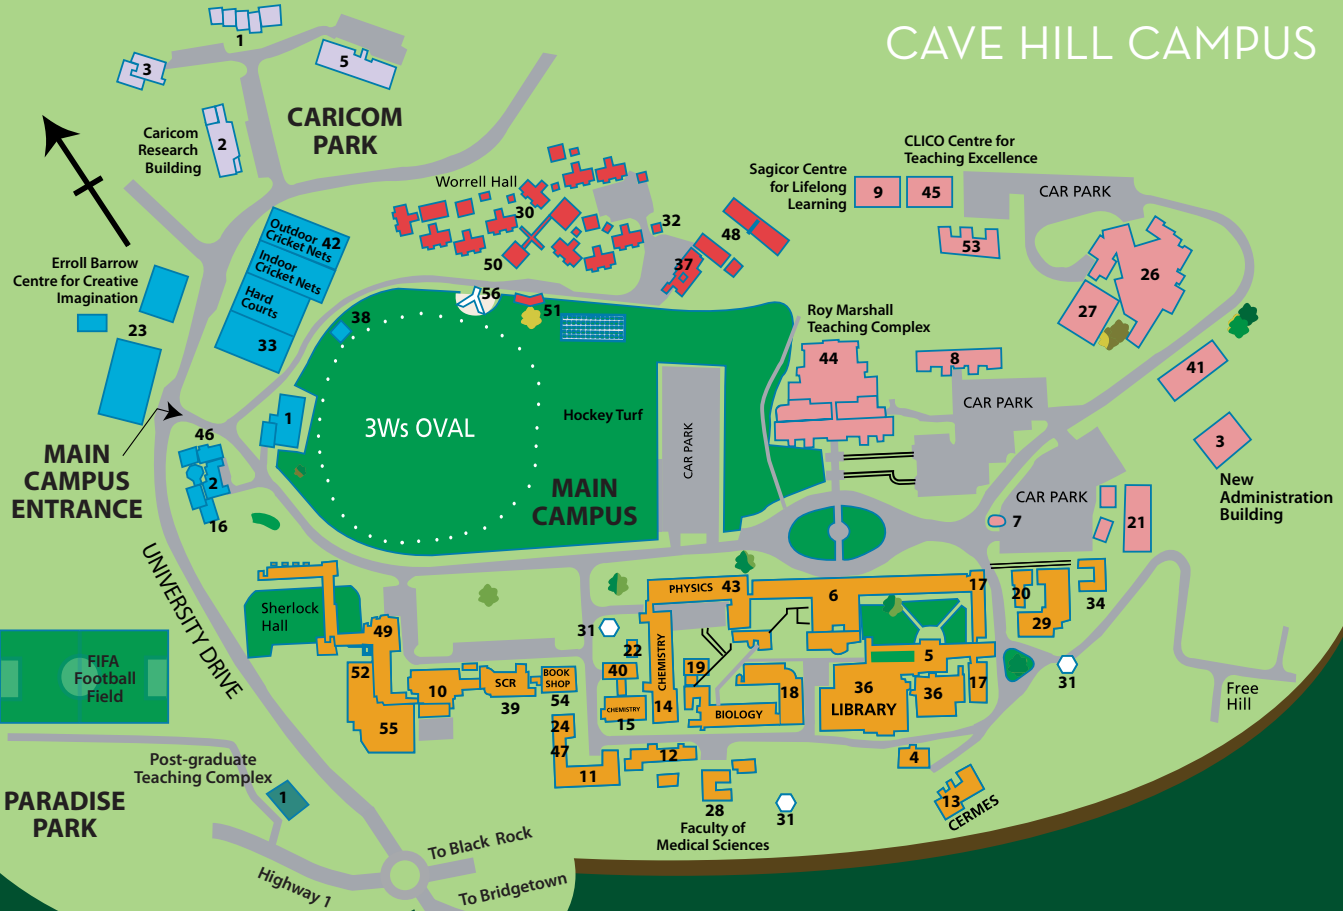 CAVE HILL CAMPUS
1
3
5
CARICOM
PARK
2
Caricom
Research
Building
Worrell Hall
30
32
50
48
37
56
51
CLICO Centre for
Teaching Excellence
Sagicor Centre
for Lifelong
Learning
9
45
CAR PARK
53
26
27
41
3
New
Administration
Building
Outdoor
Cricket Nets
42
Indoor
Cricket Nets
Hard
Courts
33
38
Erroll Barrow
Centre for Creative
Imagination
23
Roy Marshall
Teaching Complex
44
8
CAR PARK
1
3Ws OVAL
Hockey Turf
CAR PARK
MAIN
CAMPUS
MAIN
CAMPUS
ENTRANCE
46
2
16
CAR PARK
7
21
UNIVERSITY DRIVE
Sherlock
Hall
49
52
55
10
SCR
39
BOOK
SHOP
54
31
22
40
CHEMISTRY
15
PHYSICS
43
CHEMISTRY
14
19
BIOLOGY
18
6
17
5
17
36
LIBRARY
36
20
29
34
31
FIFA
Football
Field
24
47
11
12
28
Faculty of
Medical Sciences
31
4
13
CERMES
Free
Hill
Post-graduate
Teaching Complex
1
PARADISE
PARK
To Black Rock
To Bridgetown
Highway 1